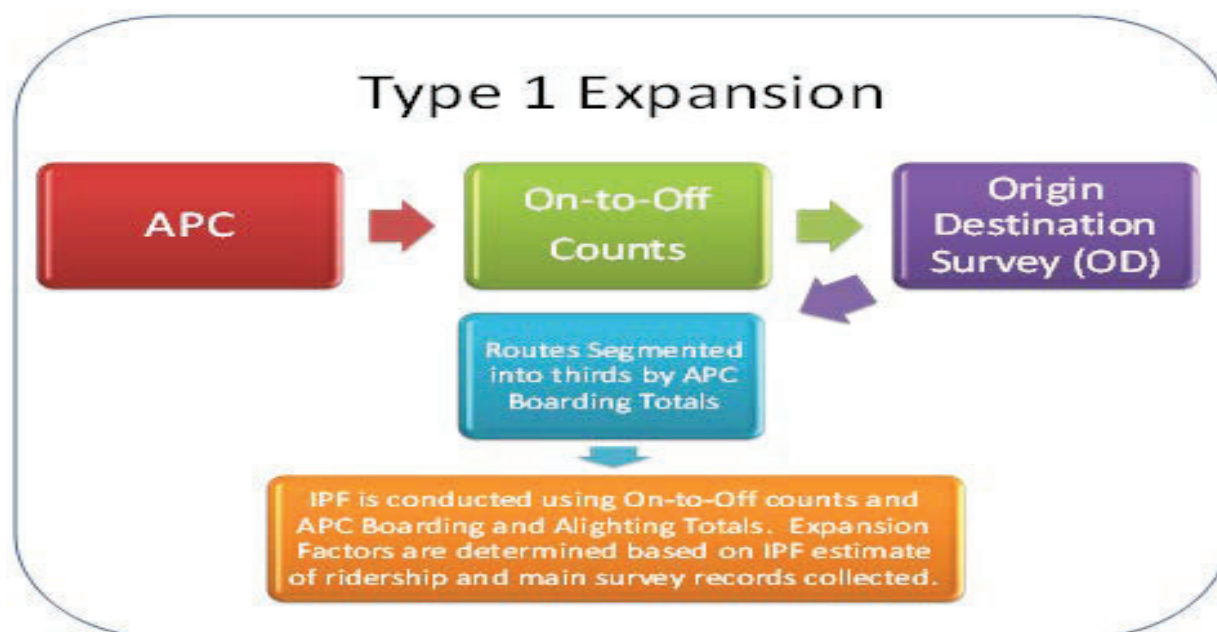 Type 1 Expansion
APC
On-to-Off
Counts
Origin
Destination
Survey (OD)
Routes Segmented
into thirds by APC
Boarding Totals
IPF is conducted using On-to-Off counts and
APC Boarding and Alighting Totals.  Expansion
Factors are determined based on IPF estimate
of ridership and main survey records collected.